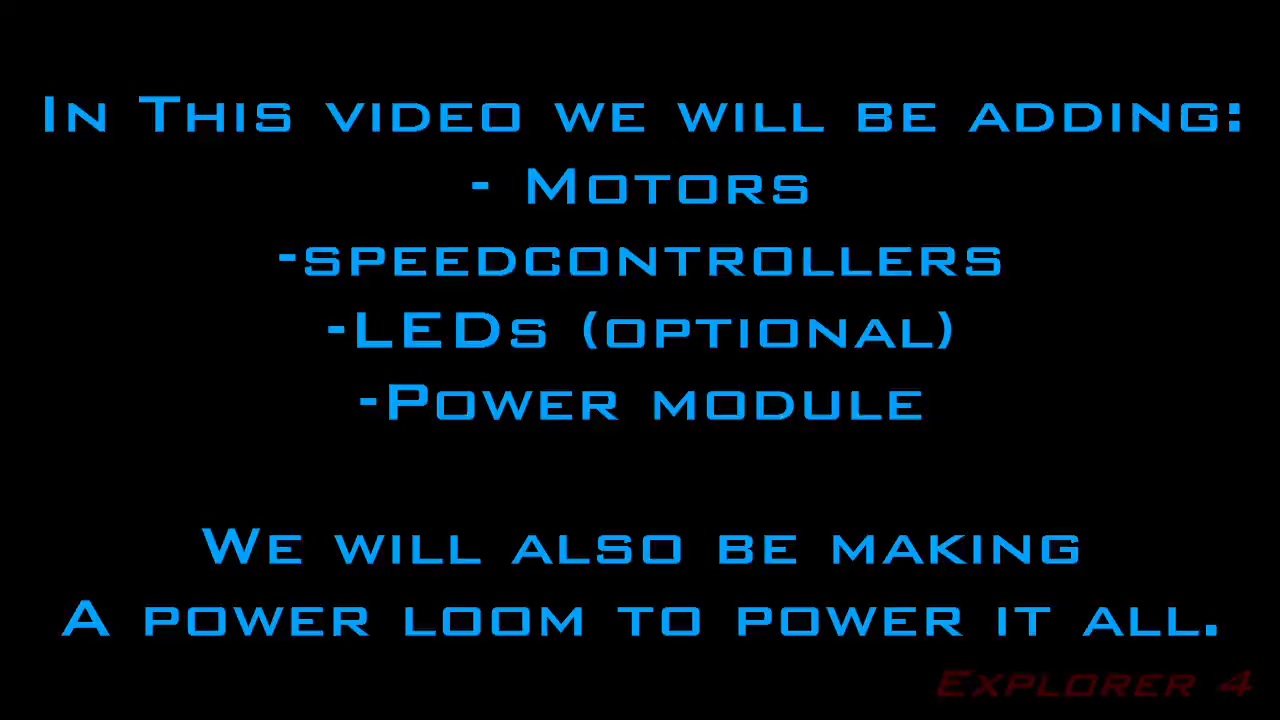 In This video we will be adding:
- Motors
-speedcontrollers
-LEDs (optional)
-Power module
We will also be making
A power loom to power it all.
Explorer 4